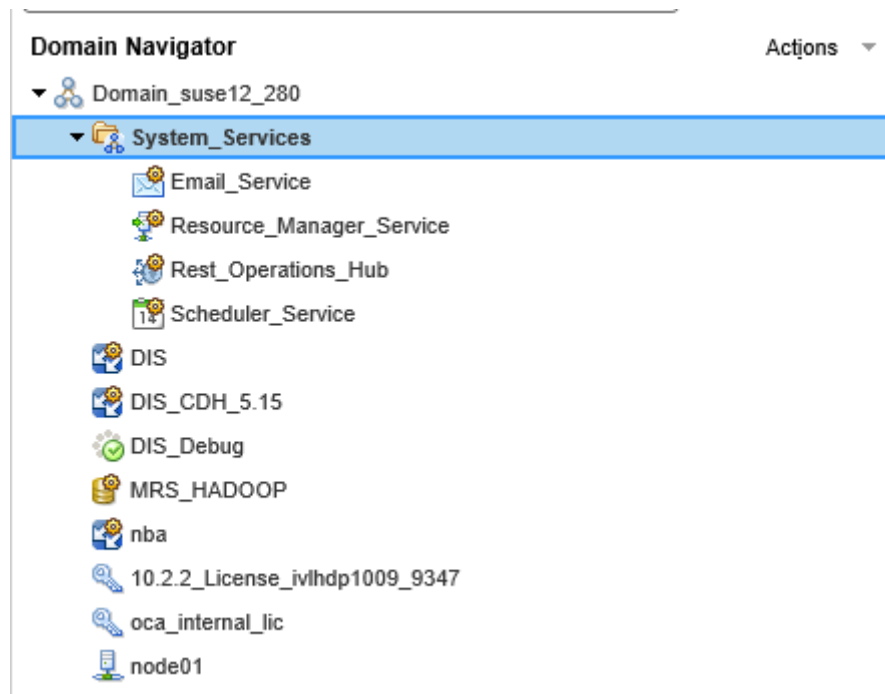 Domain Navigator Actions
Domain_suse12_280
System_Services
Email_Service
Resource_Manager_Service
Rest_Operations_Hub
14
Scheduler_Service
DIS
DIS_CDH_5.15
DIS_Debug
MRS_HADOOP
nba
10.2.2_License_ivlhdp1009_9347
oca_internal_lic
node01